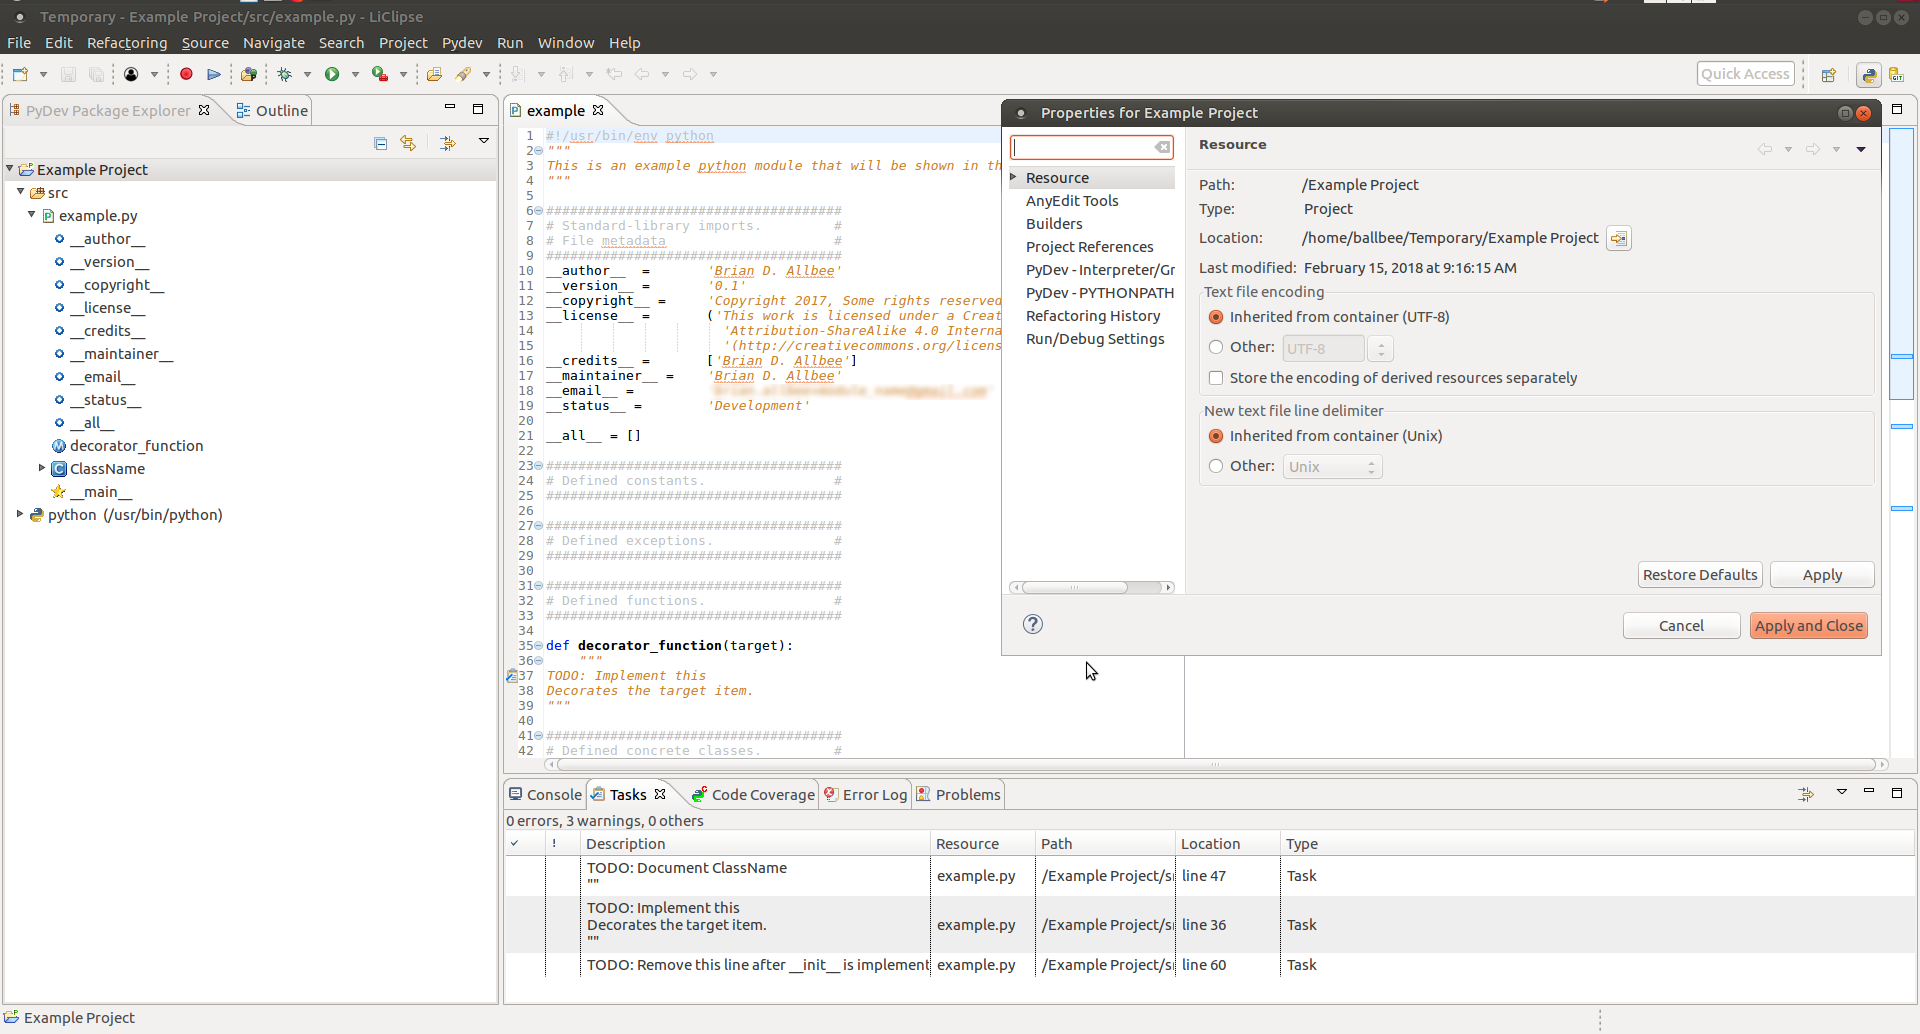 Temporary - Example Project/src/example.py - LiClipse
File Edit Refactoring Source Navigate Search Project Pydev Run Window Help
Quick Access
PyDev Package Explorer
Outline
Example Project
src
example.py
__author__
__version__
__copyright__
__license__
__credits__
__maintainer__
__email__
__status__
__all__
decorator_function
ClassName
__main__
python (/usr/bin/python)
example
1 #!/usr/bin/env python
2 """
3 This is an example python module that will be shown in th
4 """
5
6 #####################################
7 # Standard-library imports. #
8 # File metadata #
9 #####################################
10 __author__ = 'Brian D. Allbee'
11 __version__ = '0.1'
12 __copyright__ = 'Copyright 2017, Some rights reserved
13 __license__ = ('This work is licensed under a Creat
14 'Attribution-ShareAlike 4.0 Interna
15 '(http://creativecommons.org/licens
16 __credits__ = ['Brian D. Allbee']
17 __maintainer__ = 'Brian D. Allbee'
18 __email__ =
19 __status__ = 'Development'
20
21 __all__ = []
22
23 #####################################
24 # Defined constants. #
25 #####################################
26
27 #####################################
28 # Defined exceptions. #
29 #####################################
30
31 #####################################
32 # Defined functions. #
33 #####################################
34
35 def decorator_function(target):
36 """
37 TODO: Implement this
38 Decorates the target item.
39 """
40
41 #####################################
42 # Defined concrete classes. #
Properties for Example Project
Resource
AnyEdit Tools
Builders
Project References
PyDev - Interpreter/Gr
PyDev - PYTHONPATH
Refactoring History
Run/Debug Settings
Resource
Path: /Example Project
Type: Project
Location: /home/ballbee/Temporary/Example Project
Last modified: February 15, 2018 at 9:16:15 AM
Text file encoding
Inherited from container (UTF-8)
Other: UTF-8
Store the encoding of derived resources separately
New text file line delimiter
Inherited from container (Unix)
Other: Unix
Restore Defaults
Apply
?
Cancel
Apply and Close
Console
Tasks
Code Coverage
Error Log
Problems
0 errors, 3 warnings, 0 others
! Description Resource Path Location Type
TODO: Document ClassName
""
example.py /Example Project/s line 47 Task
TODO: Implement this
Decorates the target item.
""
example.py /Example Project/s line 36 Task
TODO: Remove this line after __init__ is implement example.py /Example Project/s line 60 Task
Example Project